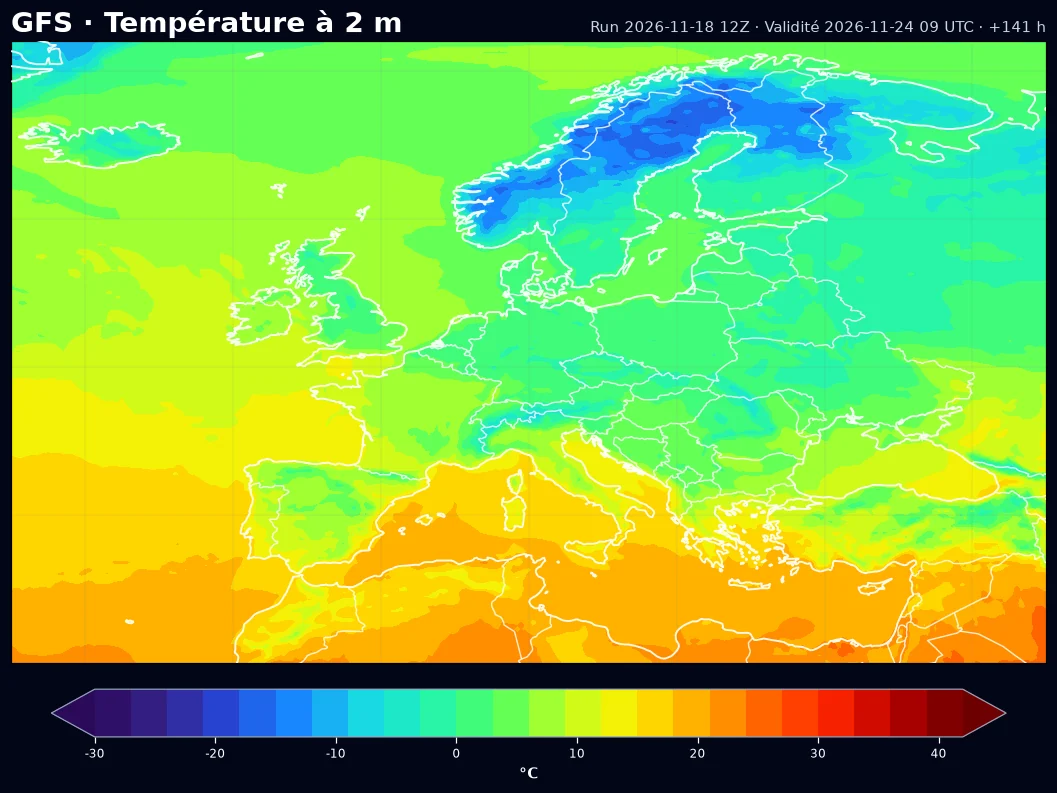 GFS · Température à 2 m
Run 2026-11-18 12Z · Validité 2026-11-24 09 UTC · +141 h
-30 -20 -10 0 10 20 30 40
°C